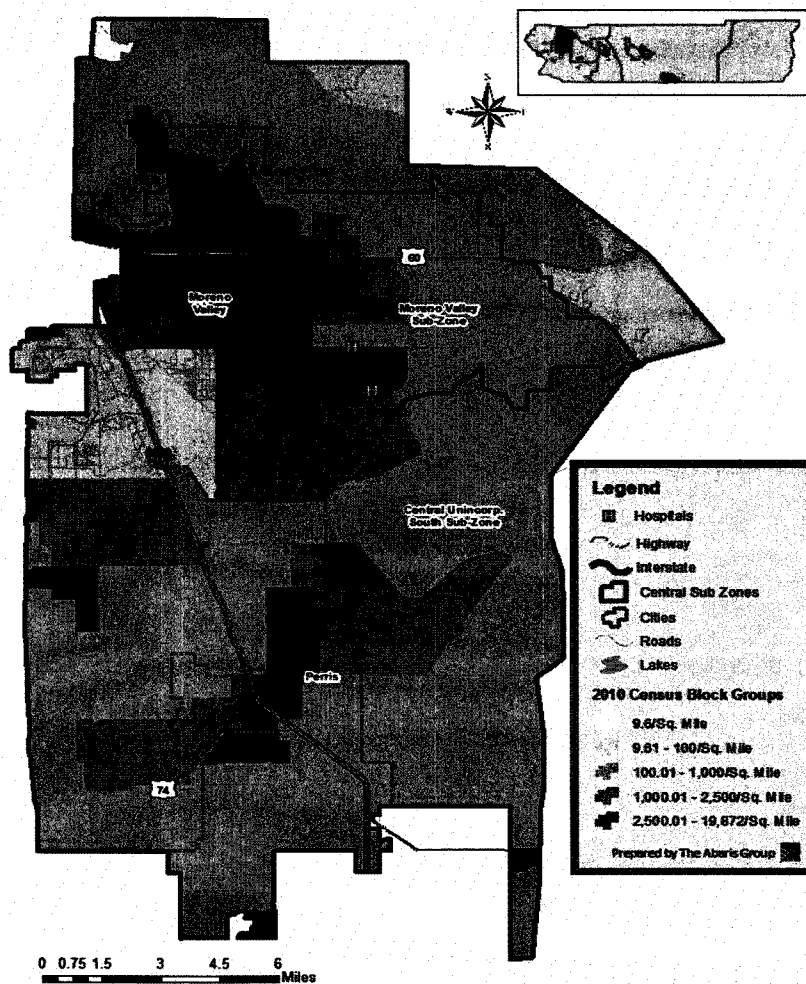 60
Moreno
Valley
Moreno Valley
Sub-Zone
Central Unincorp.
South Sub-Zone
Perris
74
Legend
Hospitals
Highway
Interstate
Central Sub Zones
Cities
Roads
Lakes
2010 Census Block Groups
9.6/Sq. Mile
9.61 - 100/Sq. Mile
100.01 - 1,000/Sq. Mile
1,000.01 - 2,500/Sq. Mile
2,500.01 - 19,872/Sq. Mile
Prepared by The Abaris Group
0 0.75 1.5 3 4.5 6
Miles